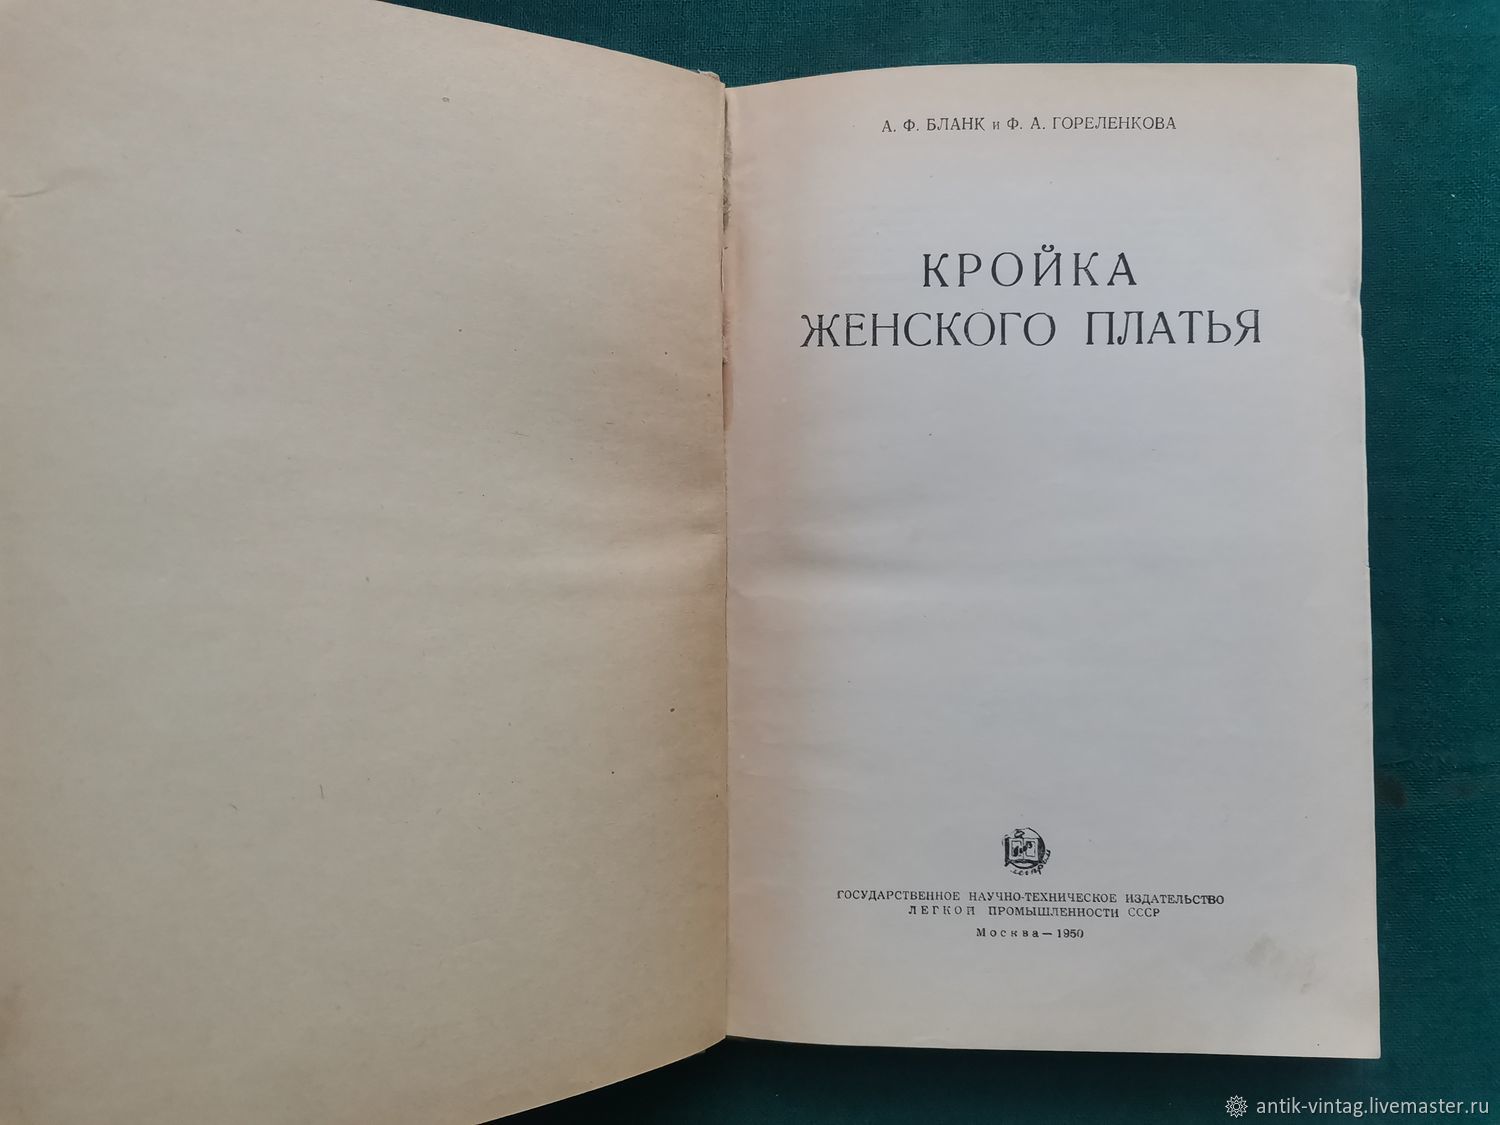 А. Ф. БЛАНК и Ф. А. ГОРЕЛЕНКОВА
КРОЙКА
ЖЕНСКОГО ПЛАТЬЯ
ГОСУДАРСТВЕННОЕ НАУЧНО-ТЕХНИЧЕСКОЕ ИЗДАТЕЛЬСТВО
ЛЕГКОЙ ПРОМЫШЛЕННОСТИ СССР
Москва — 1950
antik-vintag.livemaster.ru